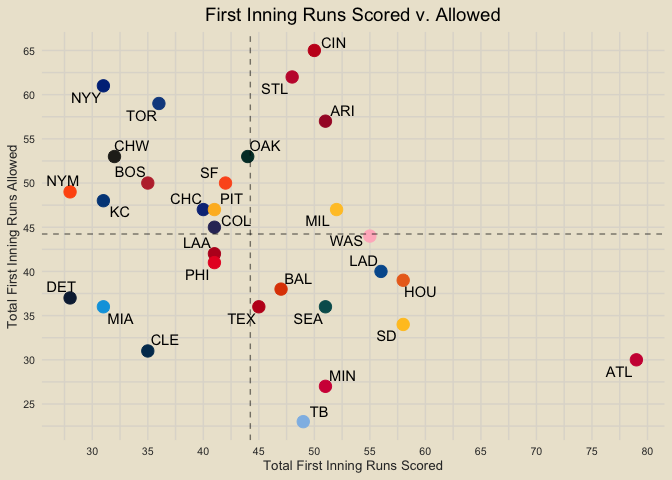 First Inning Runs Scored v. Allowed
Total First Inning Runs Allowed
65
60
55
50
45
40
35
30
25
CIN
STL
NYY
TOR
ARI
CHW
OAK
BOS
SF
NYM
CHC
PIT
KC
COL
MIL
WAS
LAA
LAD
PHI
BAL
HOU
DET
MIA
TEX
SEA
SD
CLE
MIN
ATL
TB
30 35 40 45 50 55 60 65 70 75 80
Total First Inning Runs Scored